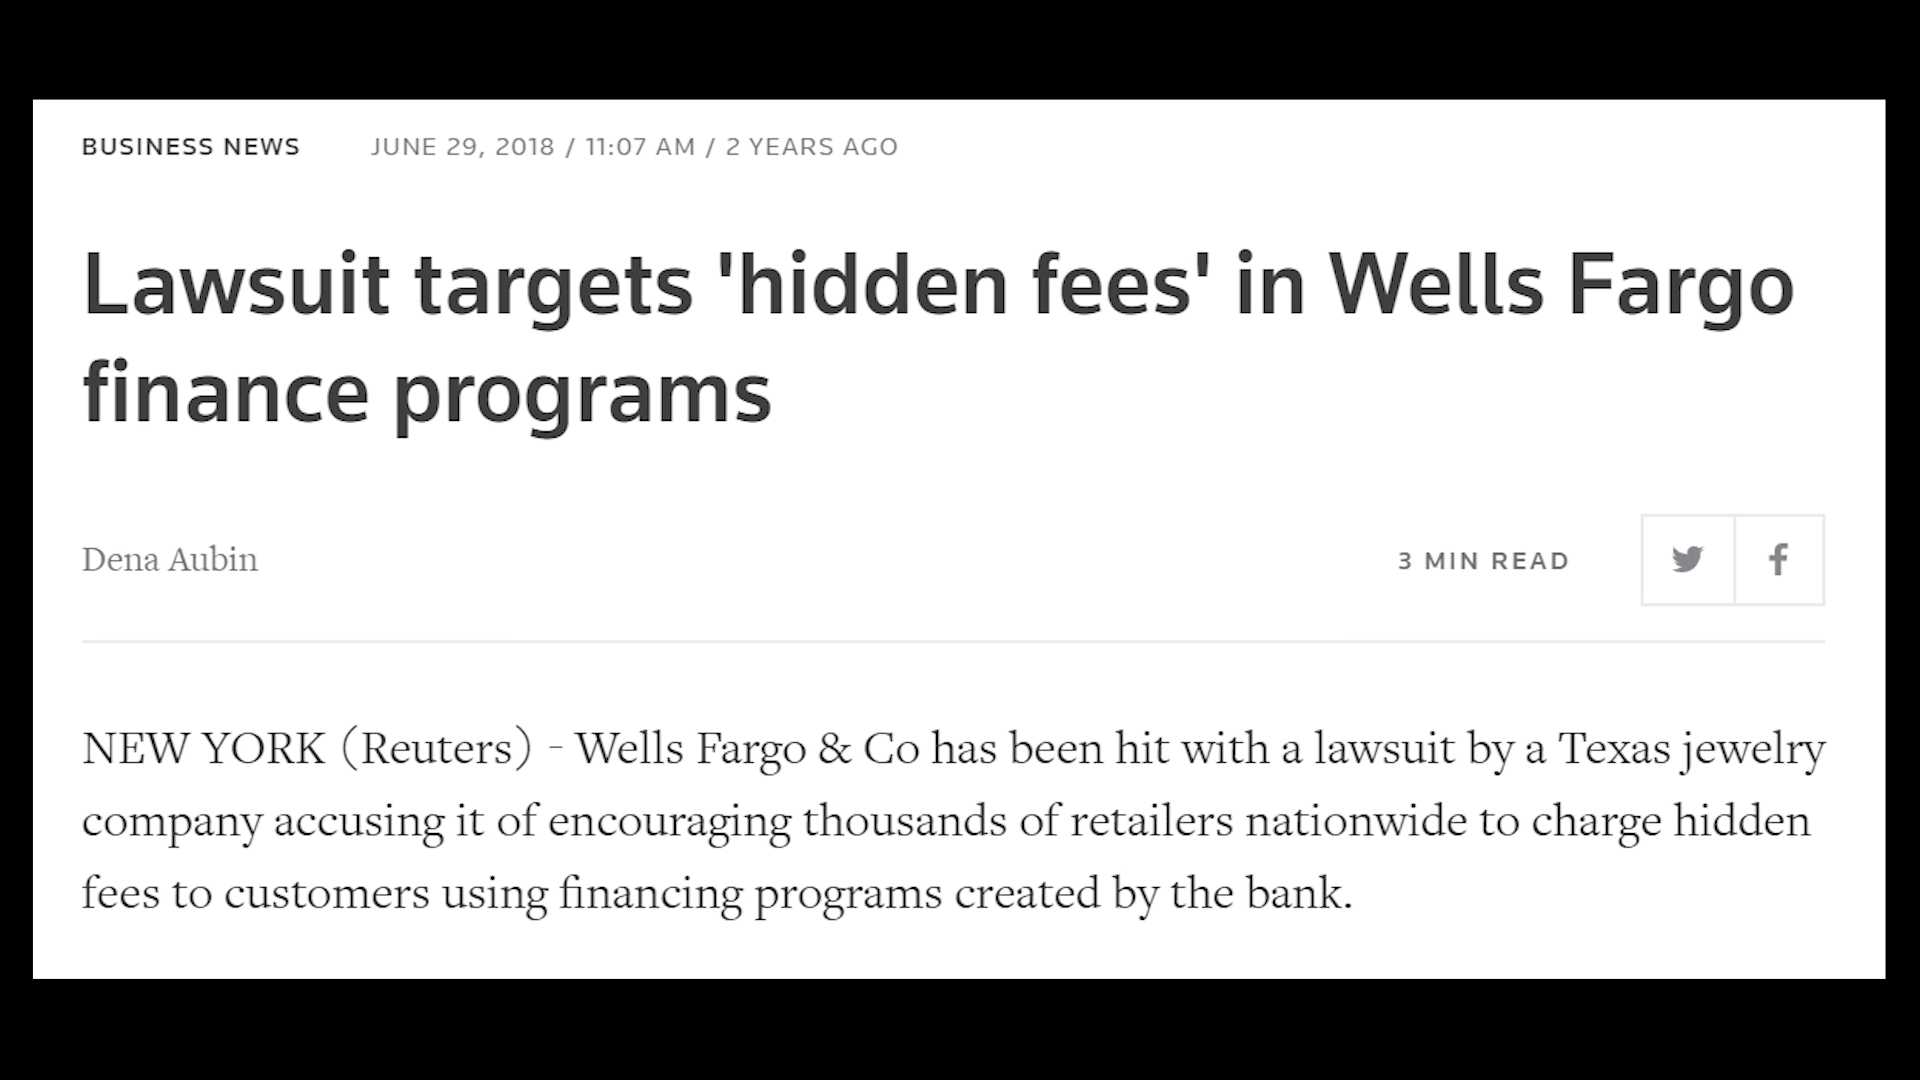 BUSINESS NEWS JUNE 29, 2018 / 11:07 AM / 2 YEARS AGO
Lawsuit targets 'hidden fees' in Wells Fargo
finance programs
Dena Aubin 3 MIN READ
NEW YORK (Reuters) - Wells Fargo & Co has been hit with a lawsuit by a Texas jewelry
company accusing it of encouraging thousands of retailers nationwide to charge hidden
fees to customers using financing programs created by the bank.